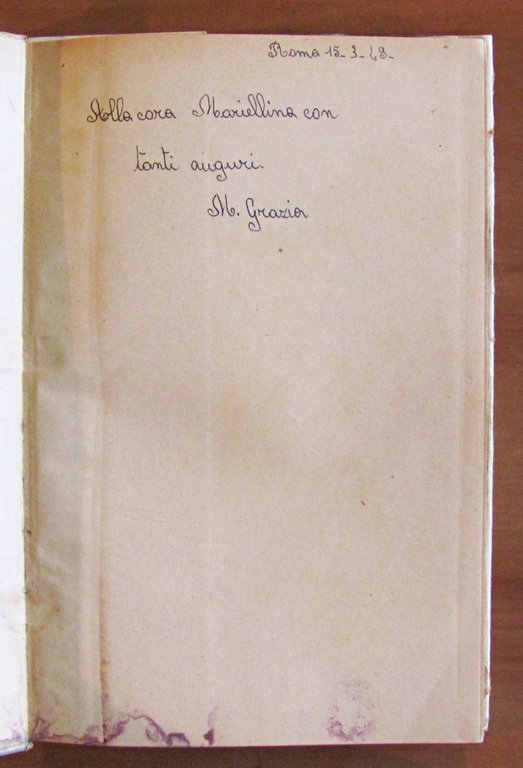 Roma 15-3-48-
Alla cara Mariellina con
tanti auguri.
M. Grazia